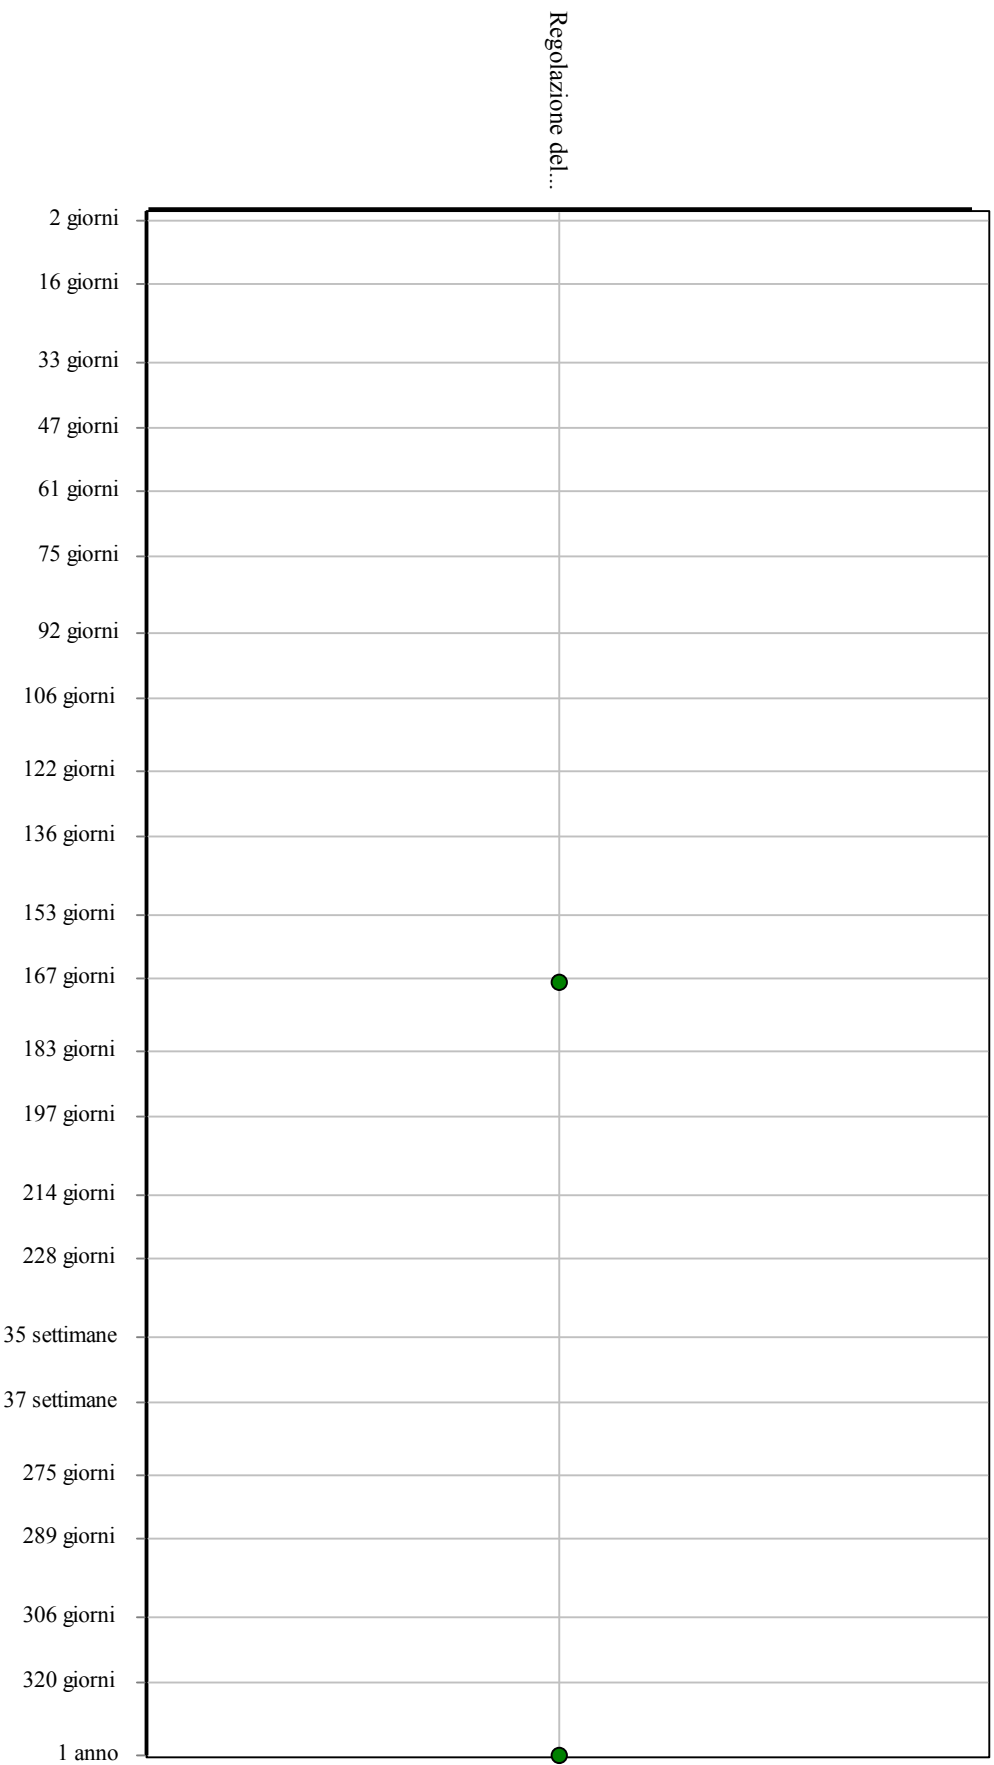 Regolazione del...
2 giorni
16 giorni
33 giorni
47 giorni
61 giorni
75 giorni
92 giorni
106 giorni
122 giorni
136 giorni
153 giorni
167 giorni
183 giorni
197 giorni
214 giorni
228 giorni
35 settimane
37 settimane
275 giorni
289 giorni
306 giorni
320 giorni
1 anno